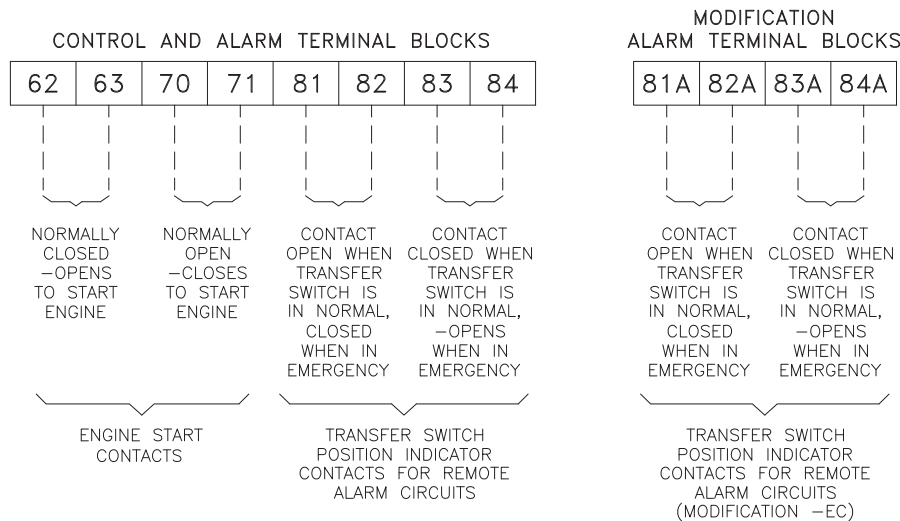 CONTROL AND ALARM TERMINAL BLOCKS
62 63 70 71 81 82 83 84
NORMALLY
CLOSED
–OPENS
TO START
ENGINE
NORMALLY
OPEN
–CLOSES
TO START
ENGINE
CONTACT
OPEN WHEN
TRANSFER
SWITCH IS
IN NORMAL,
CLOSED
WHEN IN
EMERGENCY
CONTACT
CLOSED WHEN
TRANSFER
SWITCH IS
IN NORMAL,
–OPENS
WHEN IN
EMERGENCY
ENGINE START
CONTACTS
TRANSFER SWITCH
POSITION INDICATOR
CONTACTS FOR REMOTE
ALARM CIRCUITS
MODIFICATION
ALARM TERMINAL BLOCKS
81A 82A 83A 84A
CONTACT
OPEN WHEN
TRANSFER
SWITCH IS
IN NORMAL,
CLOSED
WHEN IN
EMERGENCY
CONTACT
CLOSED WHEN
TRANSFER
SWITCH IS
IN NORMAL,
–OPENS
WHEN IN
EMERGENCY
TRANSFER SWITCH
POSITION INDICATOR
CONTACTS FOR REMOTE
ALARM CIRCUITS
(MODIFICATION –EC)